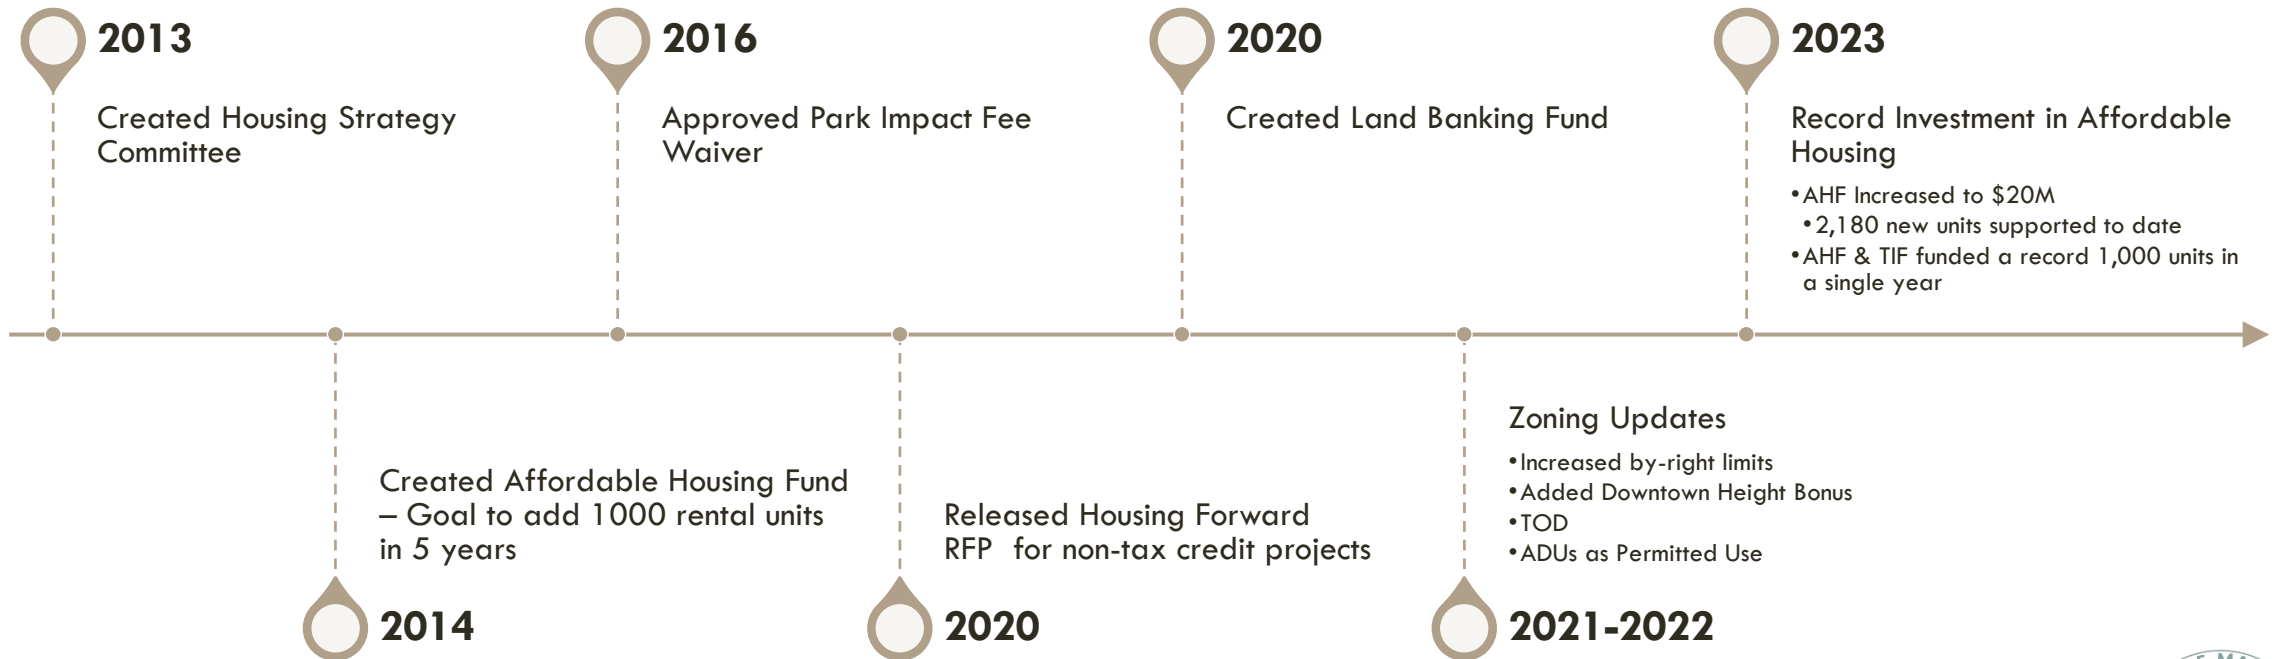 2013
Created Housing Strategy
Committee
2016
Approved Park Impact Fee
Waiver
2020
Created Land Banking Fund
2023
Record Investment in Affordable
Housing
•AHF Increased to $20M
•2,180 new units supported to date
•AHF & TIF funded a record 1,000 units in
a single year
Created Affordable Housing Fund
– Goal to add 1000 rental units
in 5 years
2014
Released Housing Forward
RFP  for non-tax credit projects
2020
Zoning Updates
•Increased by-right limits
•Added Downtown Height Bonus
•TOD
•ADUs as Permitted Use
2021-2022